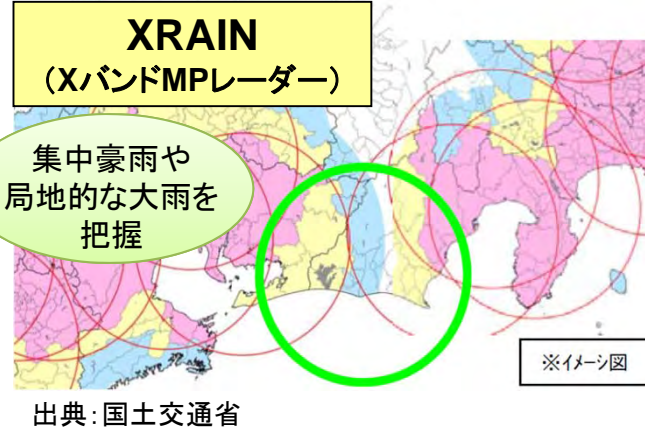 XRAIN
（XバンドMPレーダー）
集中豪雨や
局地的な大雨を
把握
※イメージ図
出典：国土交通省